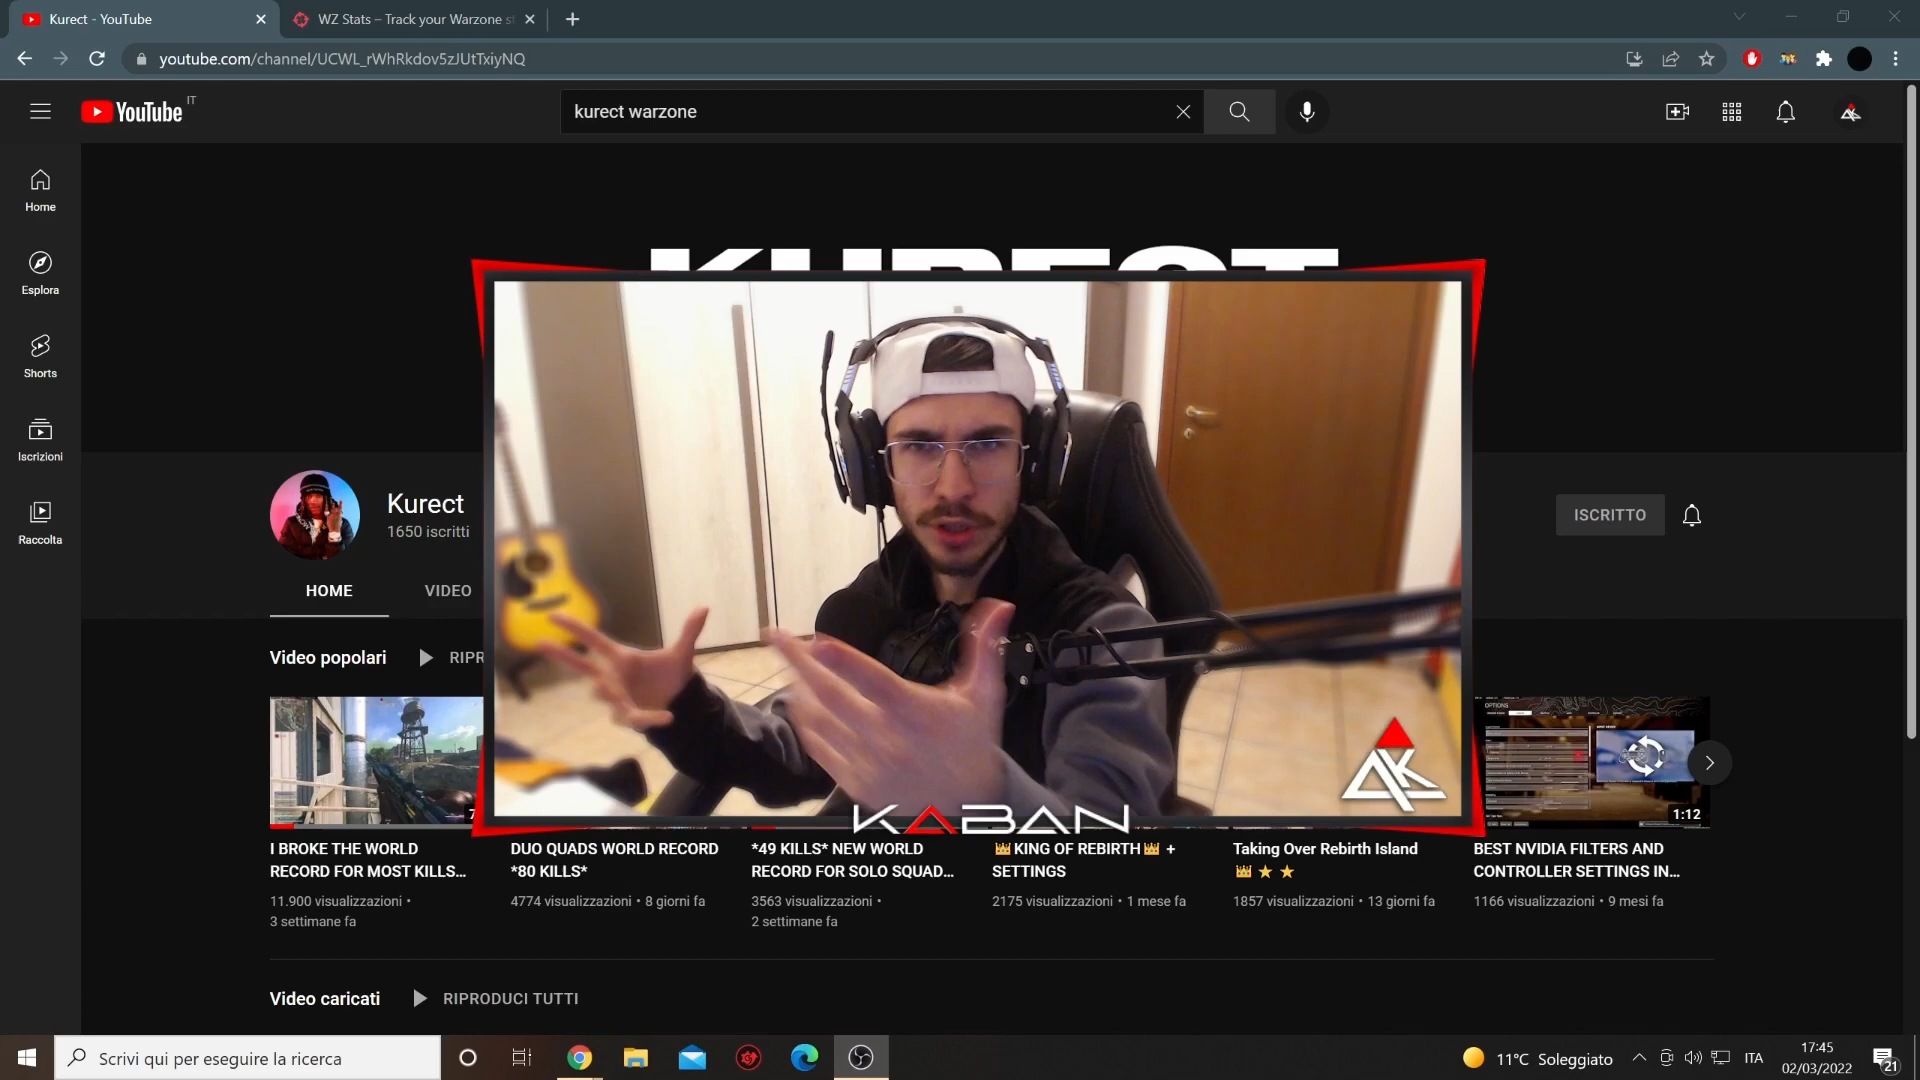 Kurect - YouTube
WZ Stats – Track your Warzone st
youtube.com/channel/UCWL_rWhRkdov5zJUtTxiyNQ
YouTube IT
kurect warzone
Home
Esplora
Shorts
Iscrizioni
Raccolta
KURECT
Kurect
1650 iscritti
ISCRITTO
HOME
VIDEO
Video popolari
RIPR
OPTIONS
1:12
KABAN
AK
I BROKE THE WORLD
RECORD FOR MOST KILLS...
11.900 visualizzazioni •
3 settimane fa
DUO QUADS WORLD RECORD
*80 KILLS*
4774 visualizzazioni • 8 giorni fa
*49 KILLS* NEW WORLD
RECORD FOR SOLO SQUAD...
3563 visualizzazioni •
2 settimane fa
👑KING OF REBIRTH👑 +
SETTINGS
2175 visualizzazioni • 1 mese fa
Taking Over Rebirth Island
👑 ⭐ ⭐
1857 visualizzazioni • 13 giorni fa
BEST NVIDIA FILTERS AND
CONTROLLER SETTINGS IN...
1166 visualizzazioni • 9 mesi fa
Video caricati
RIPRODUCI TUTTI
Scrivi qui per eseguire la ricerca
11°C Soleggiato
ITA
17:45
02/03/2022
21